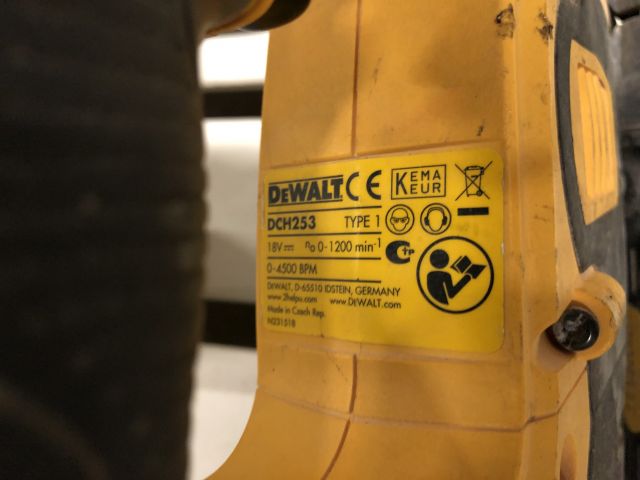 DEWALT CE KEMA EUR
DCH253 TYPE 1
18V⎓ n₀ 0-1200 min⁻¹
0-4500 BPM
DEWALT, D-65510 IDSTEIN, GERMANY
www.2helpu.com www.DEWALT.com
Made in Czech Rep.
N231518